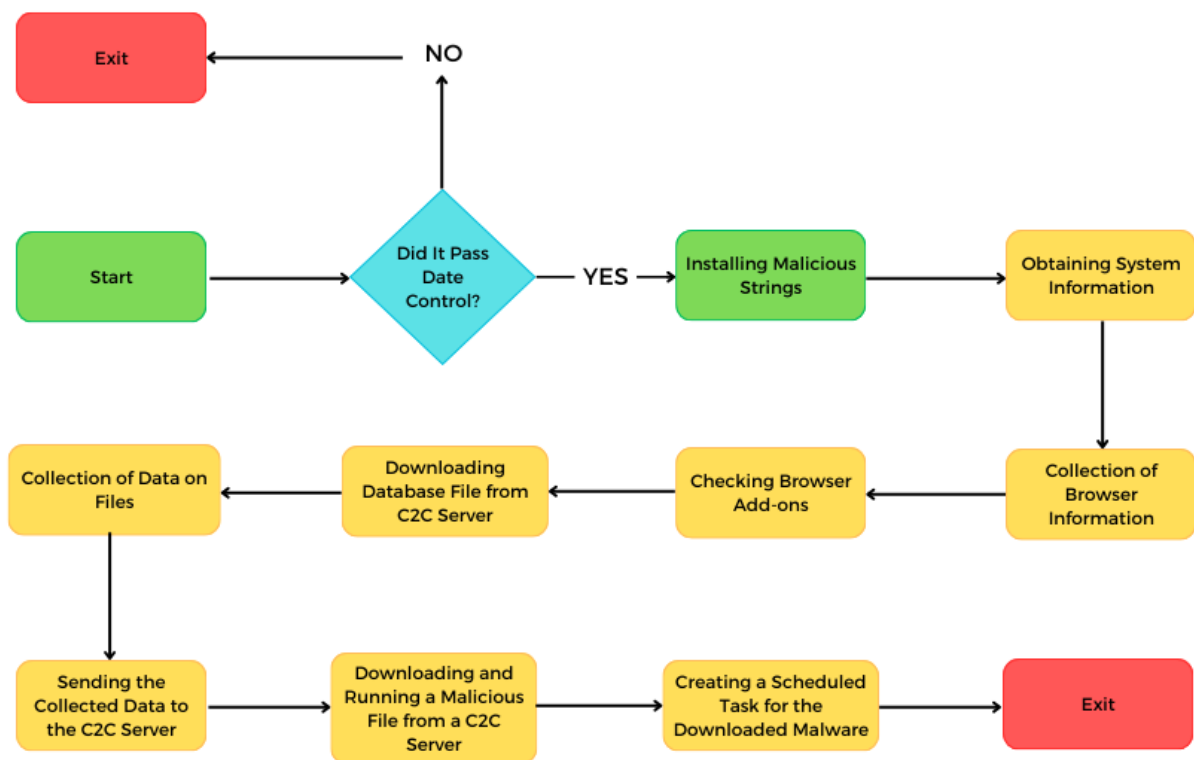 Exit
NO
Start
Did It Pass
Date
Control?
YES
Installing Malicious
Strings
Obtaining System
Information
Collection of Data on
Files
Downloading
Database File from
C2C Server
Checking Browser
Add-ons
Collection of
Browser
Information
Sending the
Collected Data to
the C2C Server
Downloading and
Running a Malicious
File from a C2C
Server
Creating a Scheduled
Task for the
Downloaded Malware
Exit